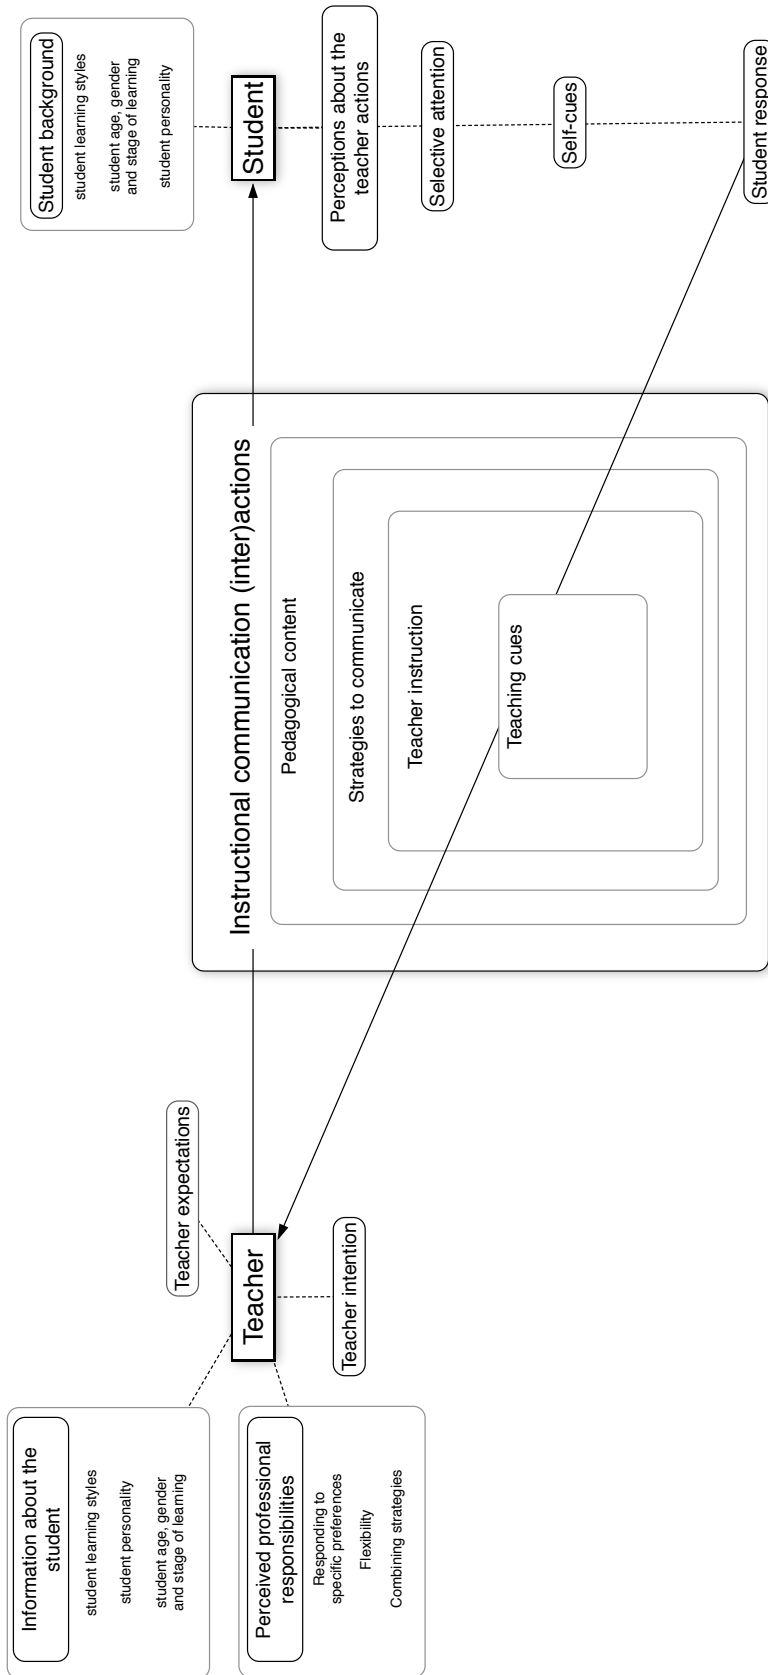 Information about the
student
student learning styles
student personality
student age, gender
and stage of learning
Perceived professional
responsibilities
Responding to
specific preferences
Flexibility
Combining strategies
Teacher expectations
Teacher
Teacher intention
Instructional communication (inter)actions
Pedagogical content
Strategies to communicate
Teacher instruction
Teaching cues
Student background
student learning styles
student age, gender
and stage of learning
student personality
Student
Perceptions about the
teacher actions
Selective attention
Self-cues
Student response